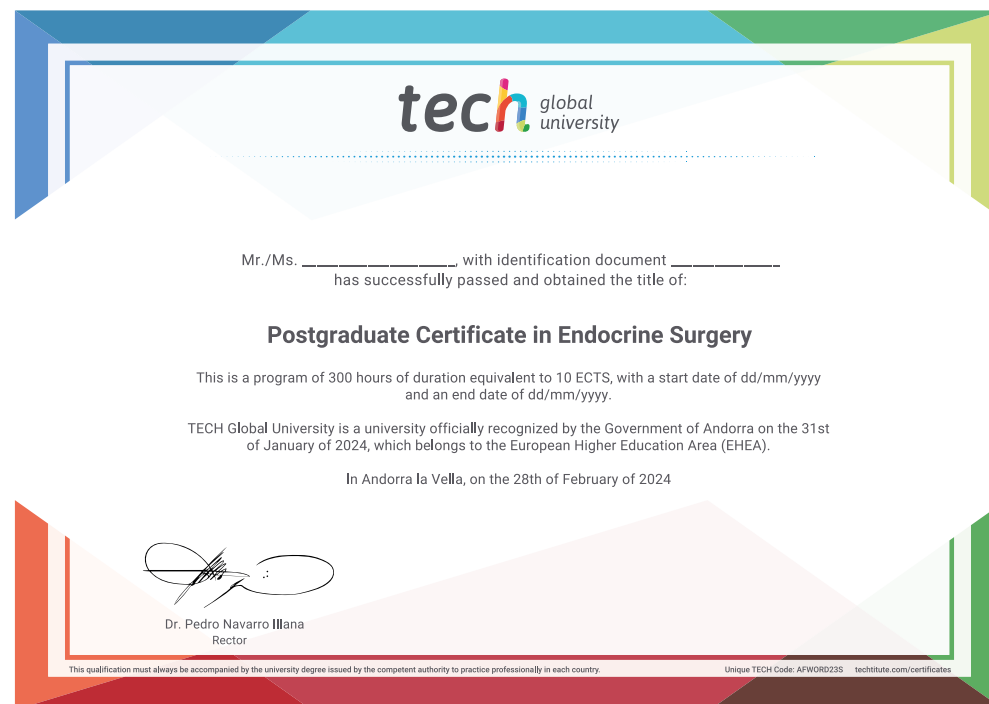 tech global
university
Mr./Ms. _________________, with identification document ____________
has successfully passed and obtained the title of:
Postgraduate Certificate in Endocrine Surgery
This is a program of 300 hours of duration equivalent to 10 ECTS, with a start date of dd/mm/yyyy
and an end date of dd/mm/yyyy.
TECH Global University is a university officially recognized by the Government of Andorra on the 31st
of January of 2024, which belongs to the European Higher Education Area (EHEA).
In Andorra la Vella, on the 28th of February of 2024
Dr. Pedro Navarro Illana
Rector
This qualification must always be accompanied by the university degree issued by the competent authority to practice professionally in each country.
Unique TECH Code: AFWORD23S techtitute.com/certificates